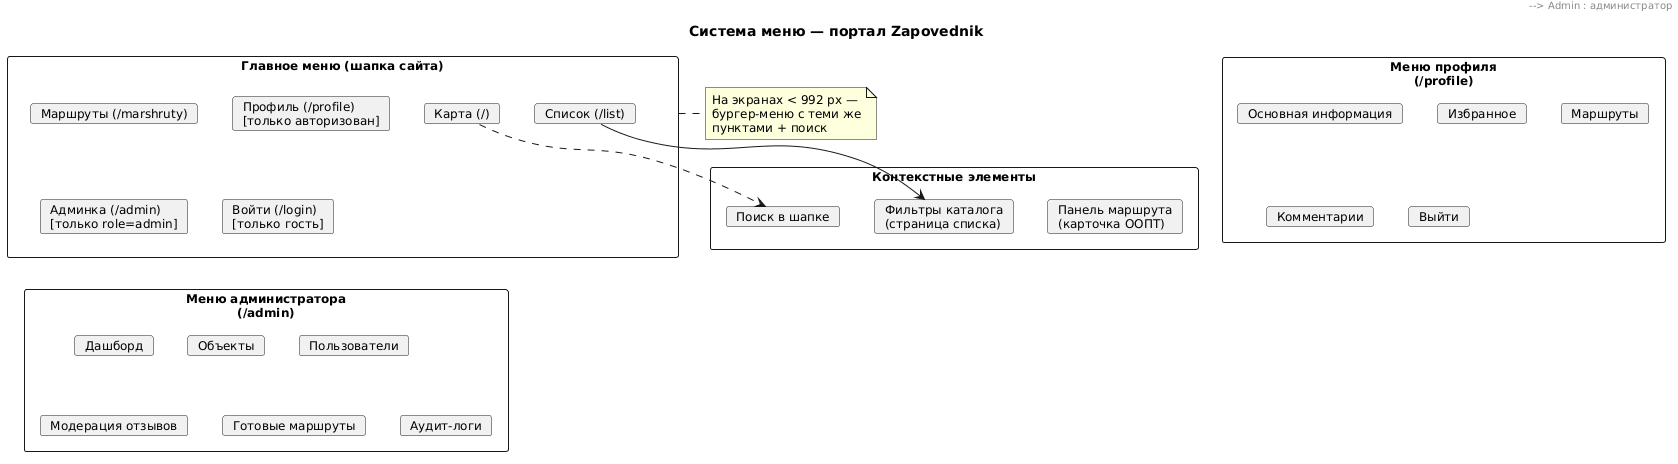 --> Admin : администратор
Система меню — портал Zapovednik
Главное меню (шапка сайта)
Маршруты (/marshruty)
Профиль (/profile)
[только авторизован]
Карта (/)
Список (/list)
Админка (/admin)
[только role=admin]
Войти (/login)
[только гость]
На экранах < 992 px —
бургер-меню с теми же
пунктами + поиск
Контекстные элементы
Поиск в шапке
Фильтры каталога
(страница списка)
Панель маршрута
(карточка ООПТ)
Меню профиля
(/profile)
Основная информация
Избранное
Маршруты
Комментарии
Выйти
Меню администратора
(/admin)
Дашборд
Объекты
Пользователи
Модерация отзывов
Готовые маршруты
Аудит-логи